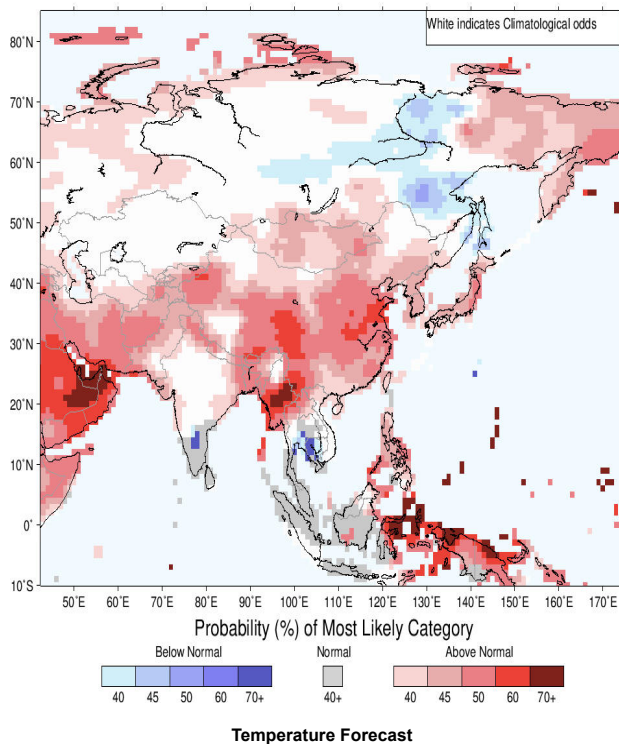 White indicates Climatological odds
80°N
70°N
60°N
50°N
40°N
30°N
20°N
10°N
0°
10°S
50°E 60°E 70°E 80°E 90°E 100°E 110°E 120°E 130°E 140°E 150°E 160°E 170°E
Probability (%) of Most Likely Category
Below Normal Normal Above Normal
40 45 50 60 70+ 40+ 40 45 50 60 70+
Temperature Forecast